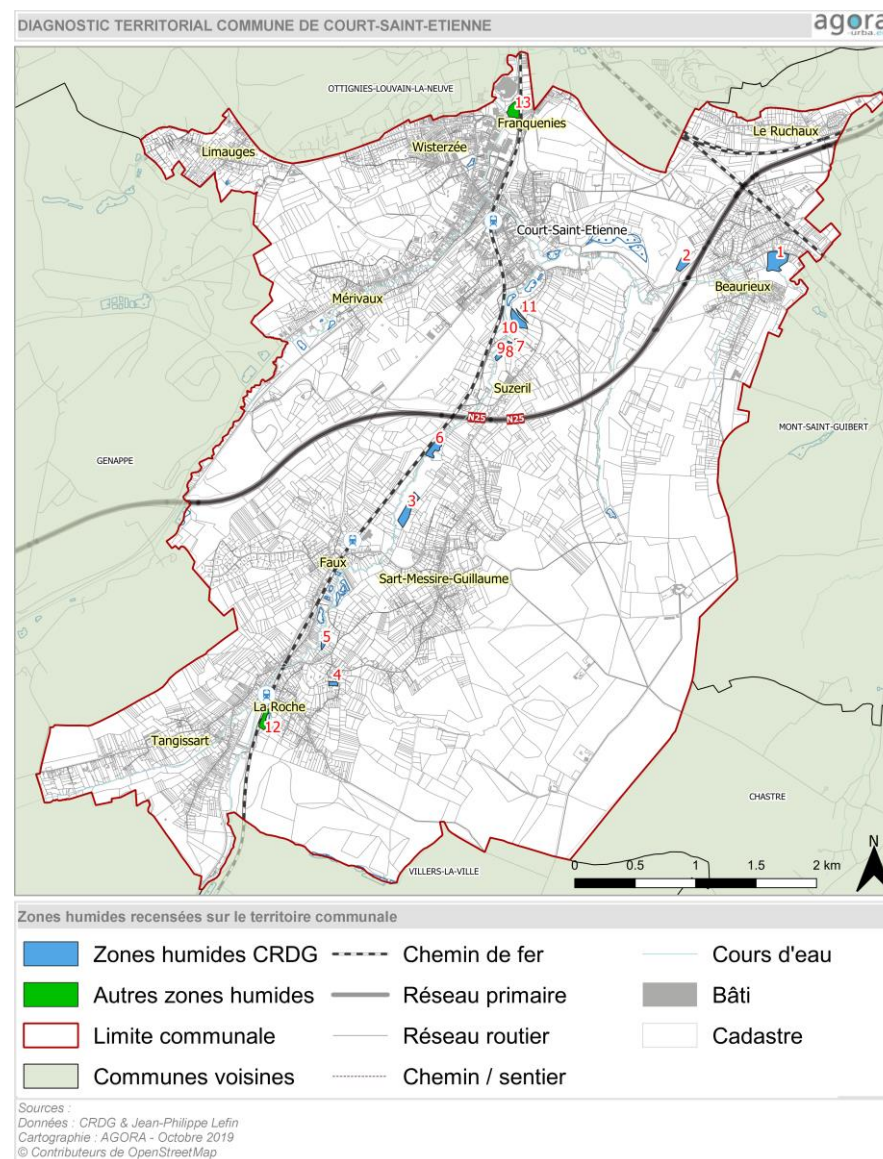 DIAGNOSTIC TERRITORIAL COMMUNE DE COURT-SAINT-ETIENNE
agora
-urba.e
OTTIGNIES-LOUVAIN-LA-NEUVE
13
Franquenies
Le Ruchaux
Limauges
Wisterzée
Court-Saint-Etienne
2
1
Beaurieux
Mérivaux
11
10
9
8
7
Suzeril
N25
N25
MONT-SAINT-GUIBERT
6
GENAPPE
3
Faux
Sart-Messire-Guillaume
5
4
La Roche
12
Tangissart
CHASTRE
VILLERS-LA-VILLE
0 0.5 1 1.5 2 km
N
Zones humides recensées sur le territoire communale
Zones humides CRDG
Chemin de fer
Cours d'eau
Autres zones humides
Réseau primaire
Bâti
Limite communale
Réseau routier
Cadastre
Communes voisines
Chemin / sentier
Sources :
Données : CRDG & Jean-Philippe Lefin
Cartographie : AGORA - Octobre 2019
© Contributeurs de OpenStreetMap